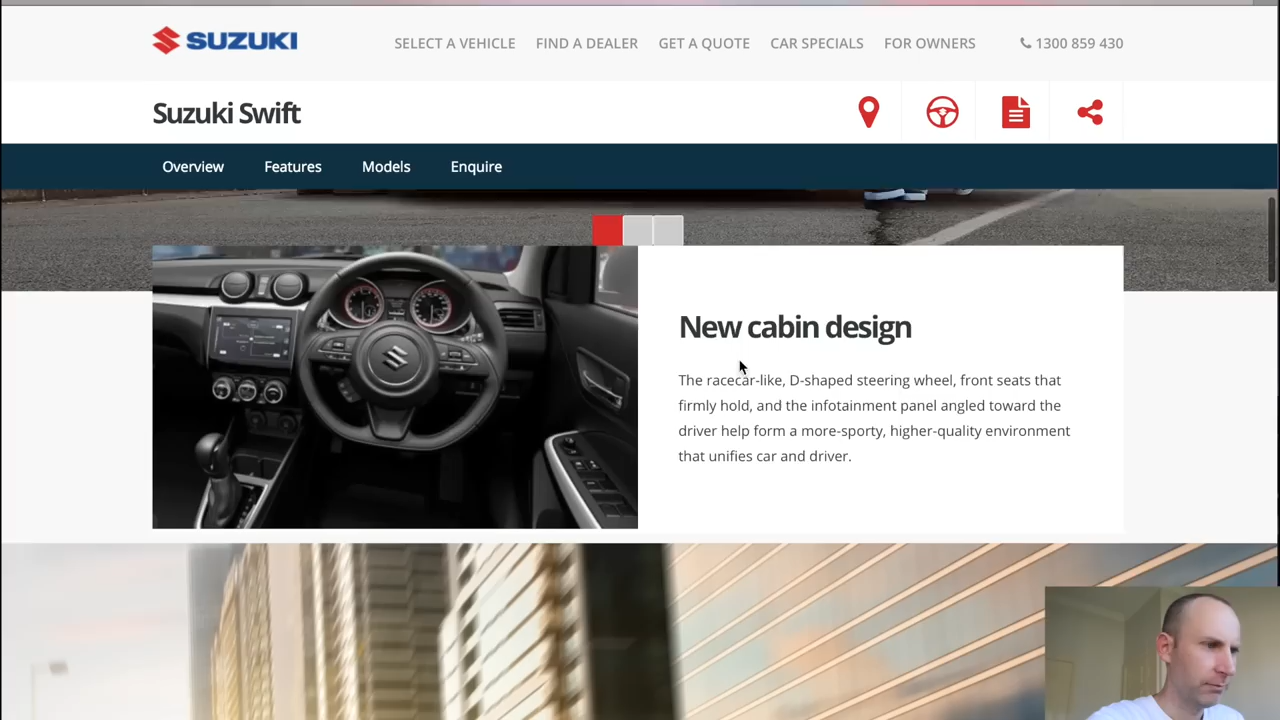 SUZUKI
SELECT A VEHICLE FIND A DEALER GET A QUOTE CAR SPECIALS FOR OWNERS 1300 859 430
Suzuki Swift
Overview Features Models Enquire
New cabin design
The racecar-like, D-shaped steering wheel, front seats that
firmly hold, and the infotainment panel angled toward the
driver help form a more-sporty, higher-quality environment
that unifies car and driver.